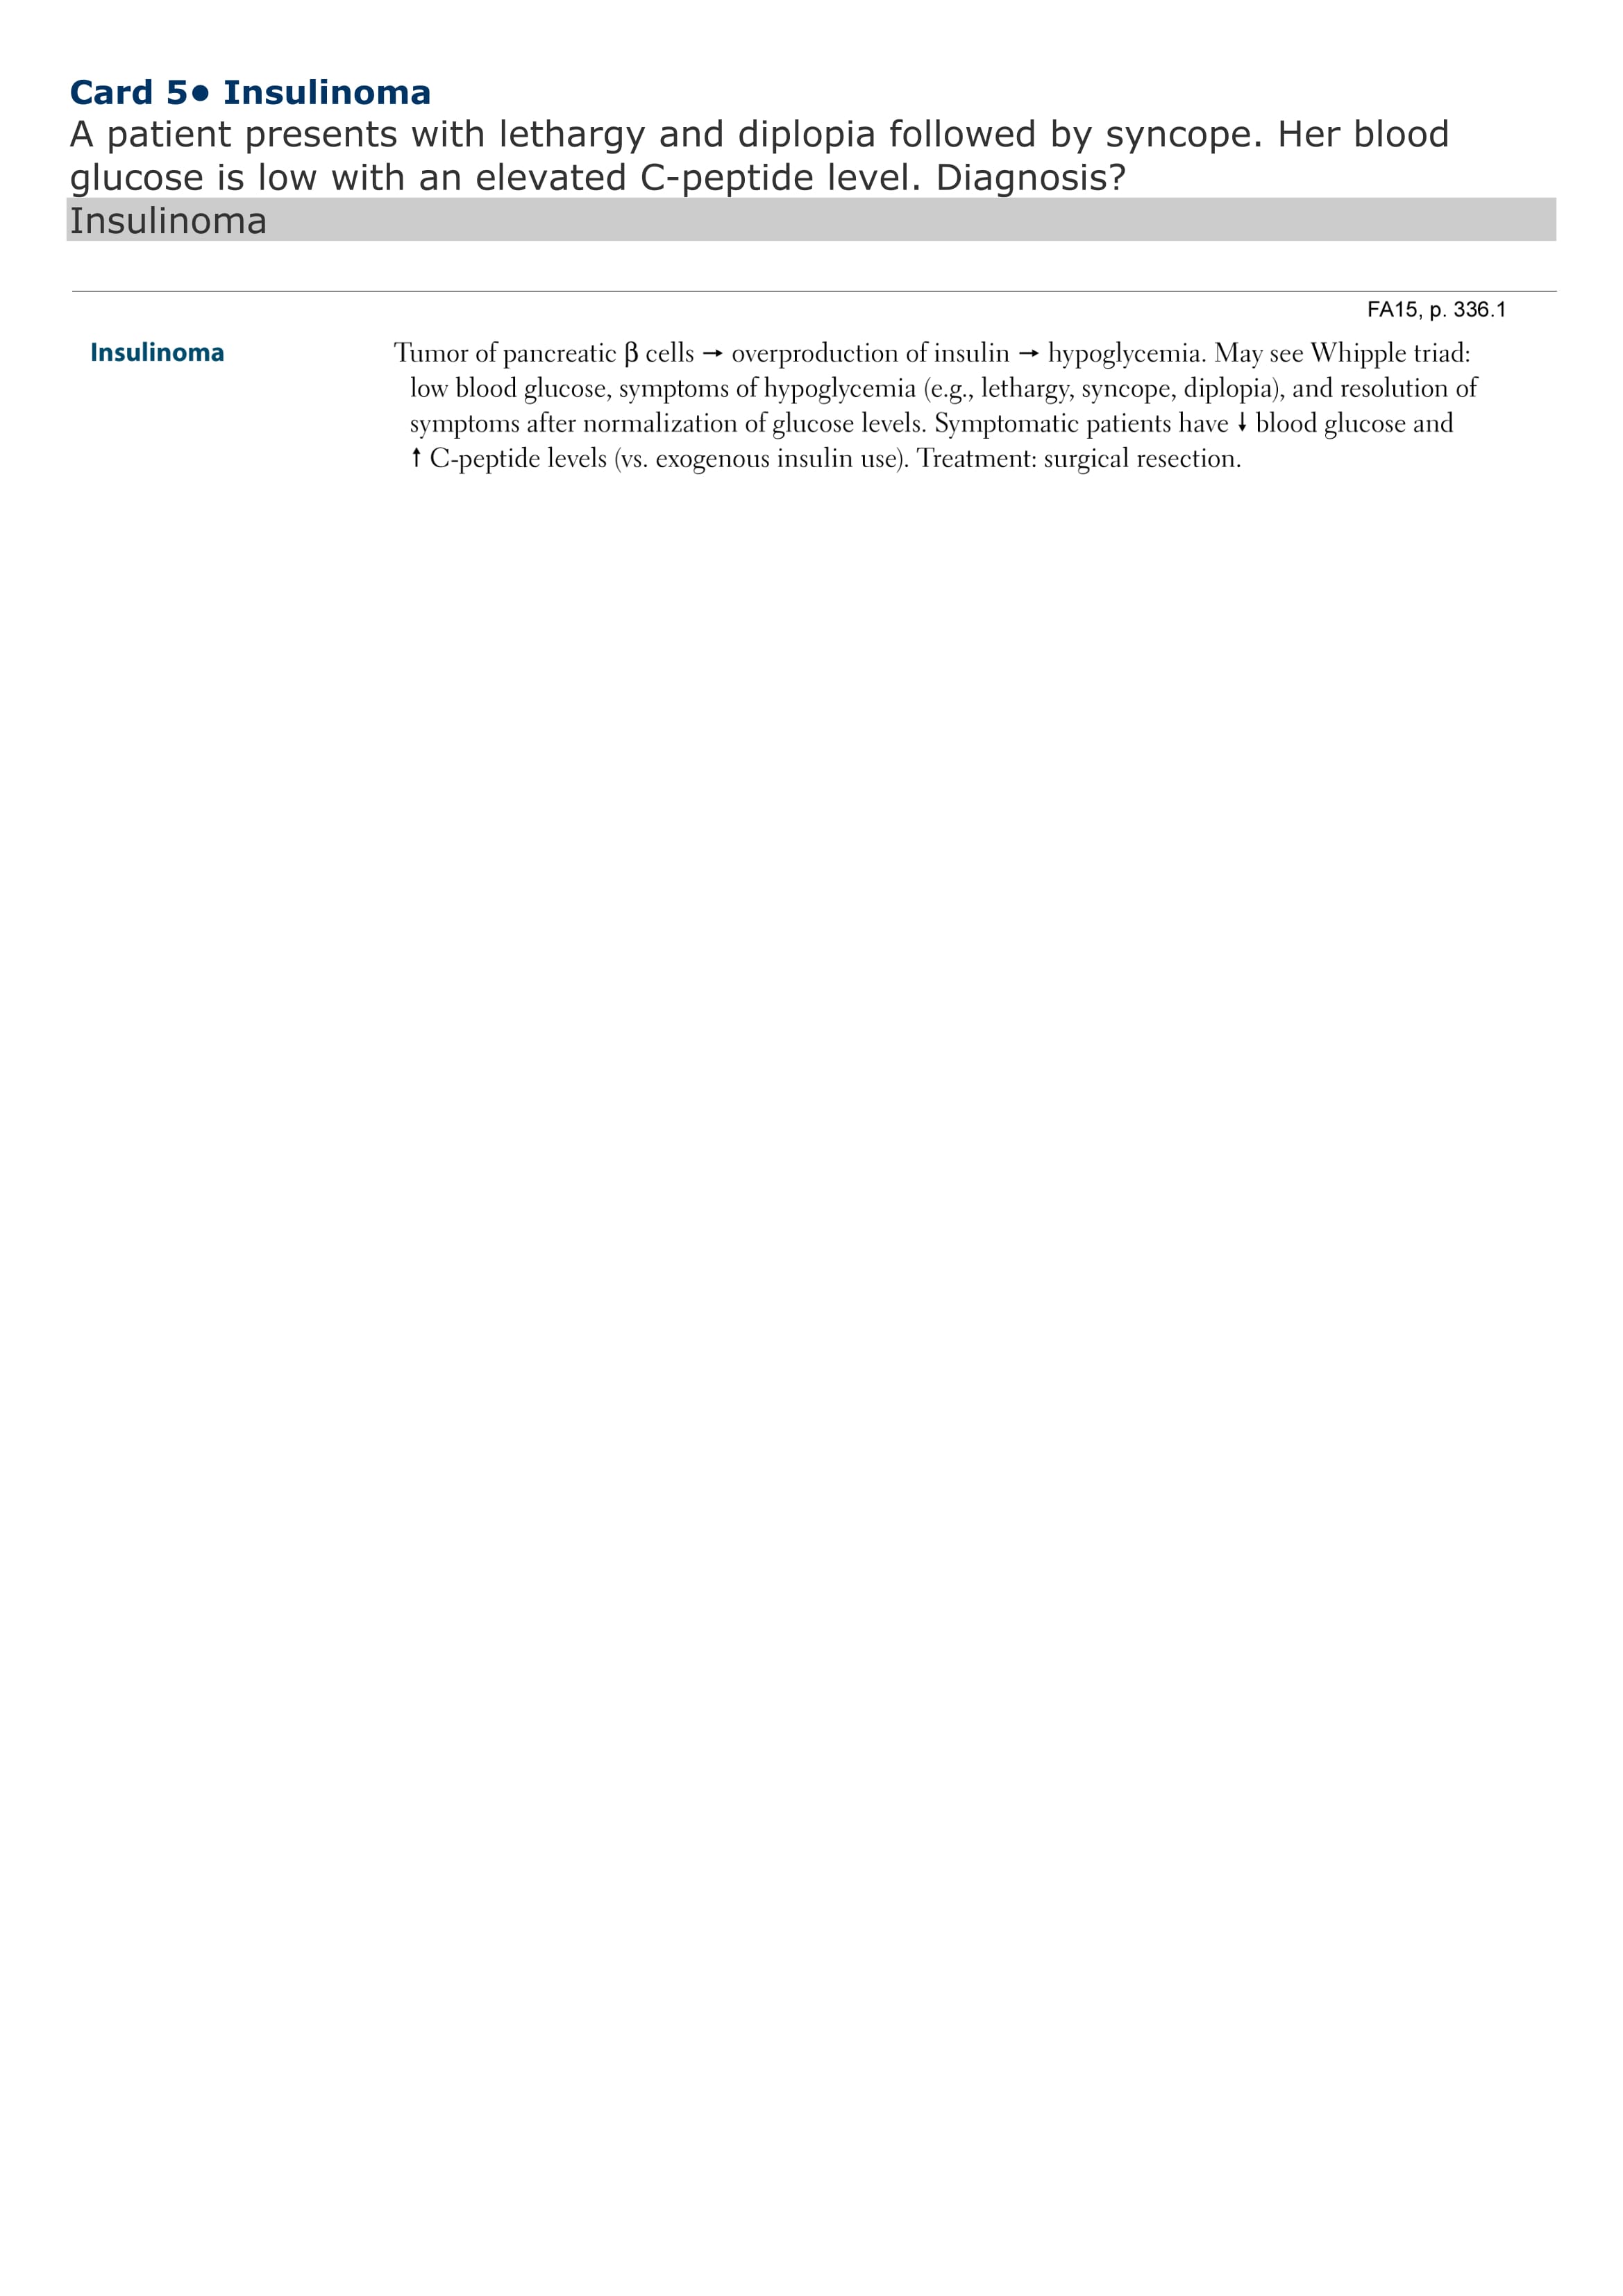 Card 5● Insulinoma
A patient presents with lethargy and diplopia followed by syncope. Her blood
glucose is low with an elevated C-peptide level. Diagnosis?
Insulinoma
FA15, p. 336.1
Insulinoma Tumor of pancreatic β cells → overproduction of insulin → hypoglycemia. May see Whipple triad:
low blood glucose, symptoms of hypoglycemia (e.g., lethargy, syncope, diplopia), and resolution of
symptoms after normalization of glucose levels. Symptomatic patients have ↓ blood glucose and
↑ C-peptide levels (vs. exogenous insulin use). Treatment: surgical resection.